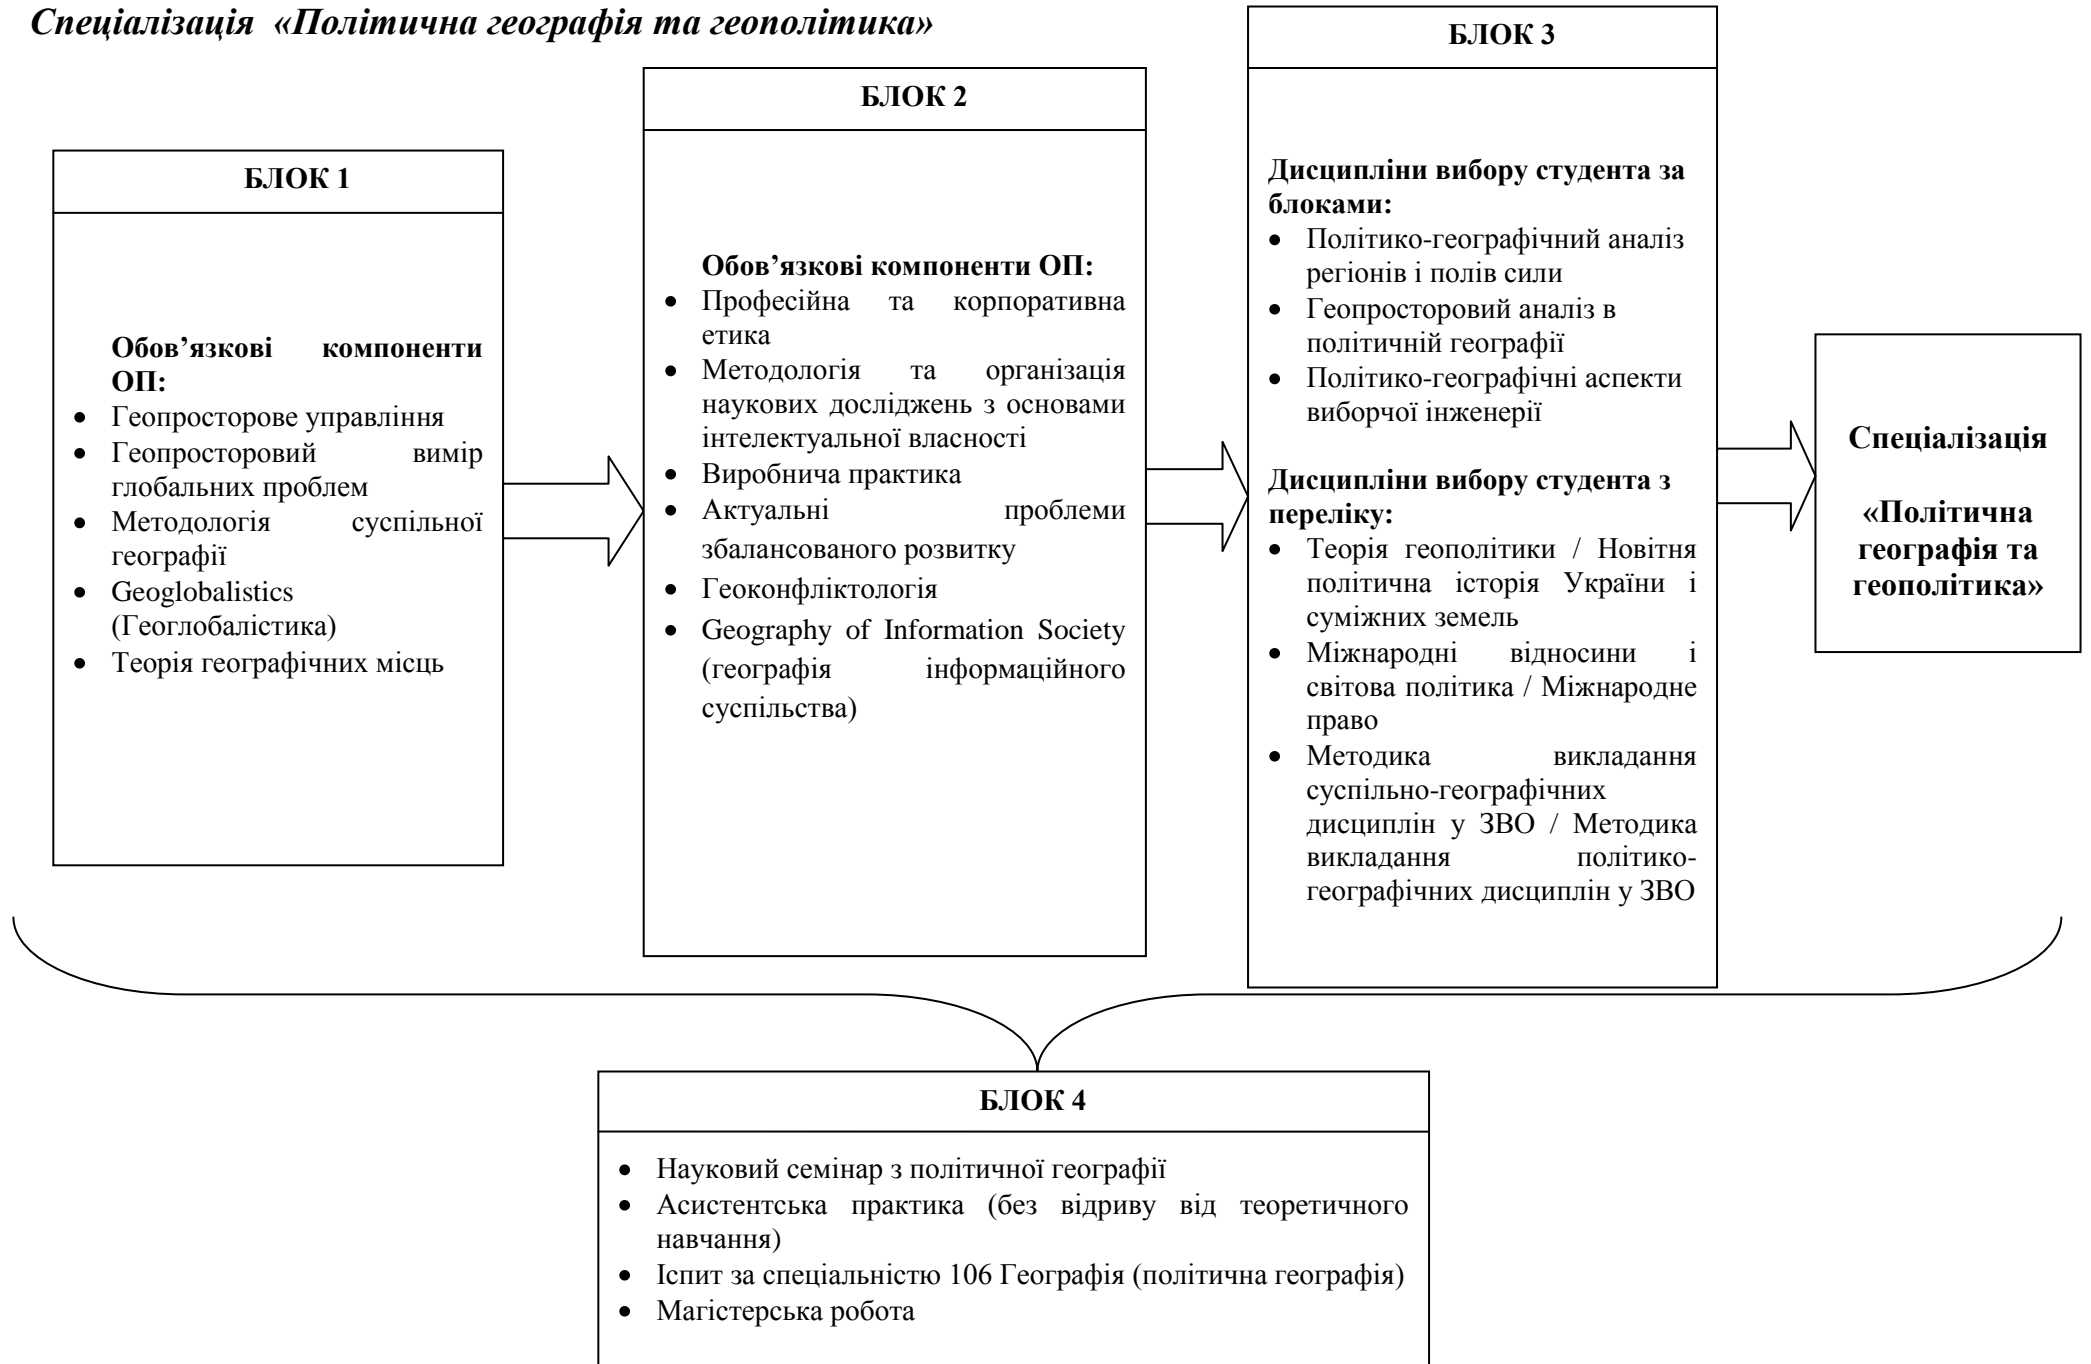 Спеціалізація «Політична географія та геополітика»
БЛОК 1
Обов’язкові компоненти
ОП:
Геопросторове управління
Геопросторовий вимір
глобальних проблем
Методологія суспільної
географії
Geoglobalistics
(Геоглобалістика)
Теорія географічних місць
БЛОК 2
Обов’язкові компоненти ОП:
Професійна та корпоративна
етика
Методологія та організація
наукових досліджень з основами
інтелектуальної власності
Виробнича практика
Актуальні проблеми
збалансованого розвитку
Геоконфліктологія
Geography of Information Society
(географія інформаційного
суспільства)
БЛОК 3
Дисципліни вибору студента за
блоками:
Політико-географічний аналіз
регіонів і полів сили
Геопросторовий аналіз в
політичній географії
Політико-географічні аспекти
виборчої інженерії
Дисципліни вибору студента з
переліку:
Теорія геополітики / Новітня
політична історія України і
суміжних земель
Міжнародні відносини і
світова політика / Міжнародне
право
Методика викладання
суспільно-географічних
дисциплін у ЗВО / Методика
викладання політико-
географічних дисциплін у ЗВО
Спеціалізація
«Політична
географія та
геополітика»
БЛОК 4
Науковий семінар з політичної географії
Асистентська практика (без відриву від теоретичного
навчання)
Іспит за спеціальністю 106 Географія (політична географія)
Магістерська робота